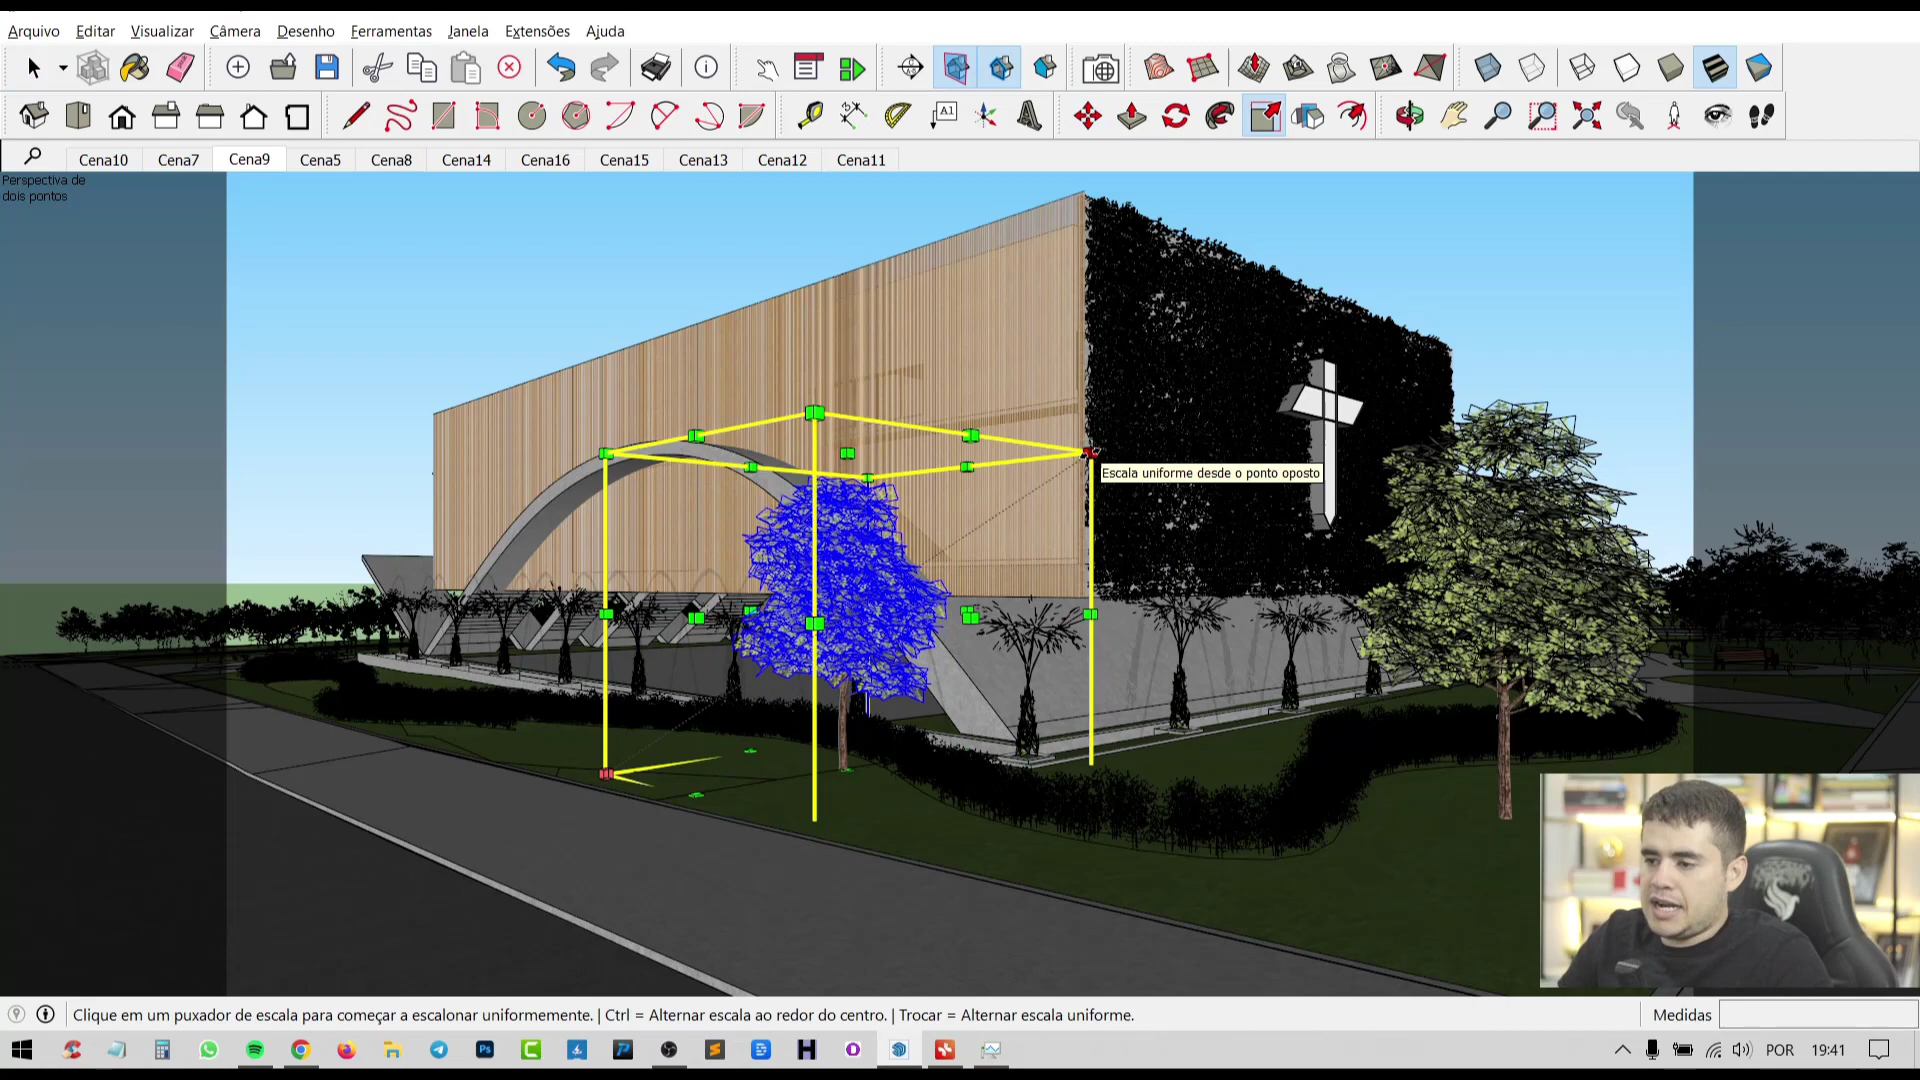 Arquivo Editar Visualizar Câmera Desenho Ferramentas Janela Extensões Ajuda
A1
Cena10 Cena7 Cena9 Cena5 Cena8 Cena14 Cena16 Cena15 Cena13 Cena12 Cena11
Perspectiva de
dois pontos
Escala uniforme desde o ponto oposto
Clique em um puxador de escala para começar a escalonar uniformemente. | Ctrl = Alternar escala ao redor do centro. | Trocar = Alternar escala uniforme.
Medidas
POR 19:41